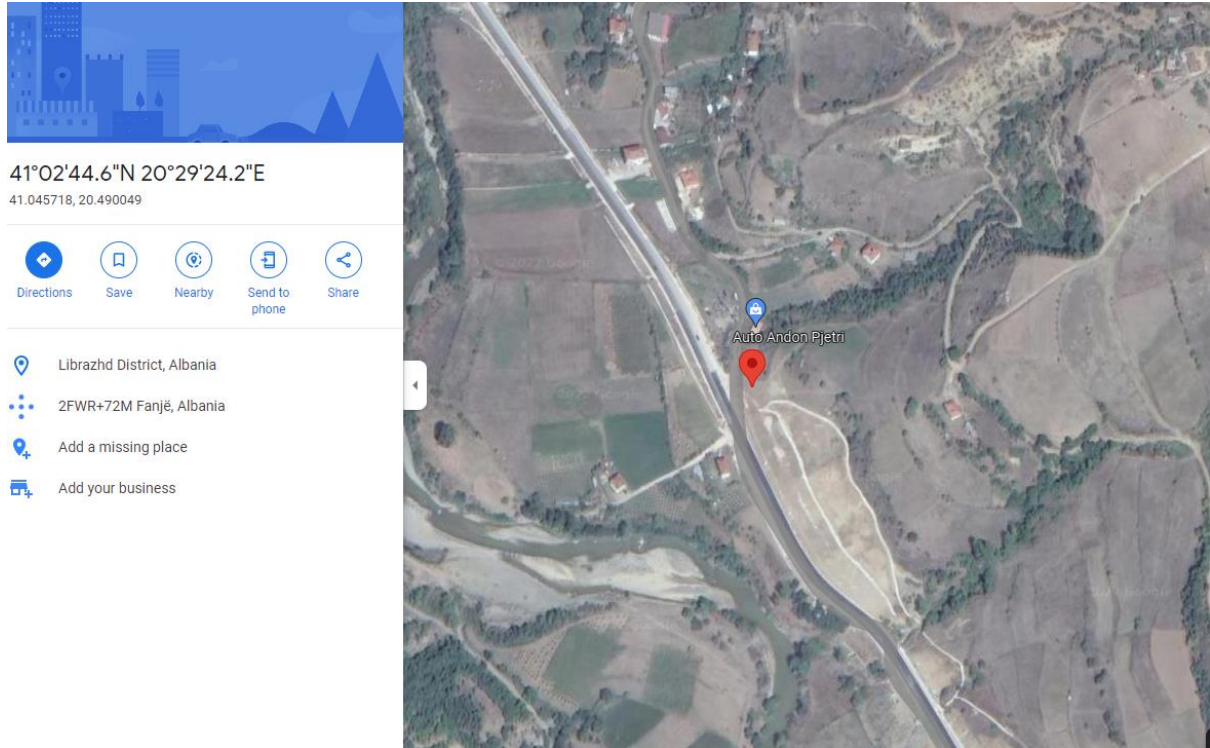 41°02'44.6"N 20°29'24.2"E
41.045718, 20.490049
Directions
Save
Nearby
Send to
phone
Share
Librazhd District, Albania
2FWR+72M Fanjë, Albania
Add a missing place
Add your business
Auto Andon Pjetri